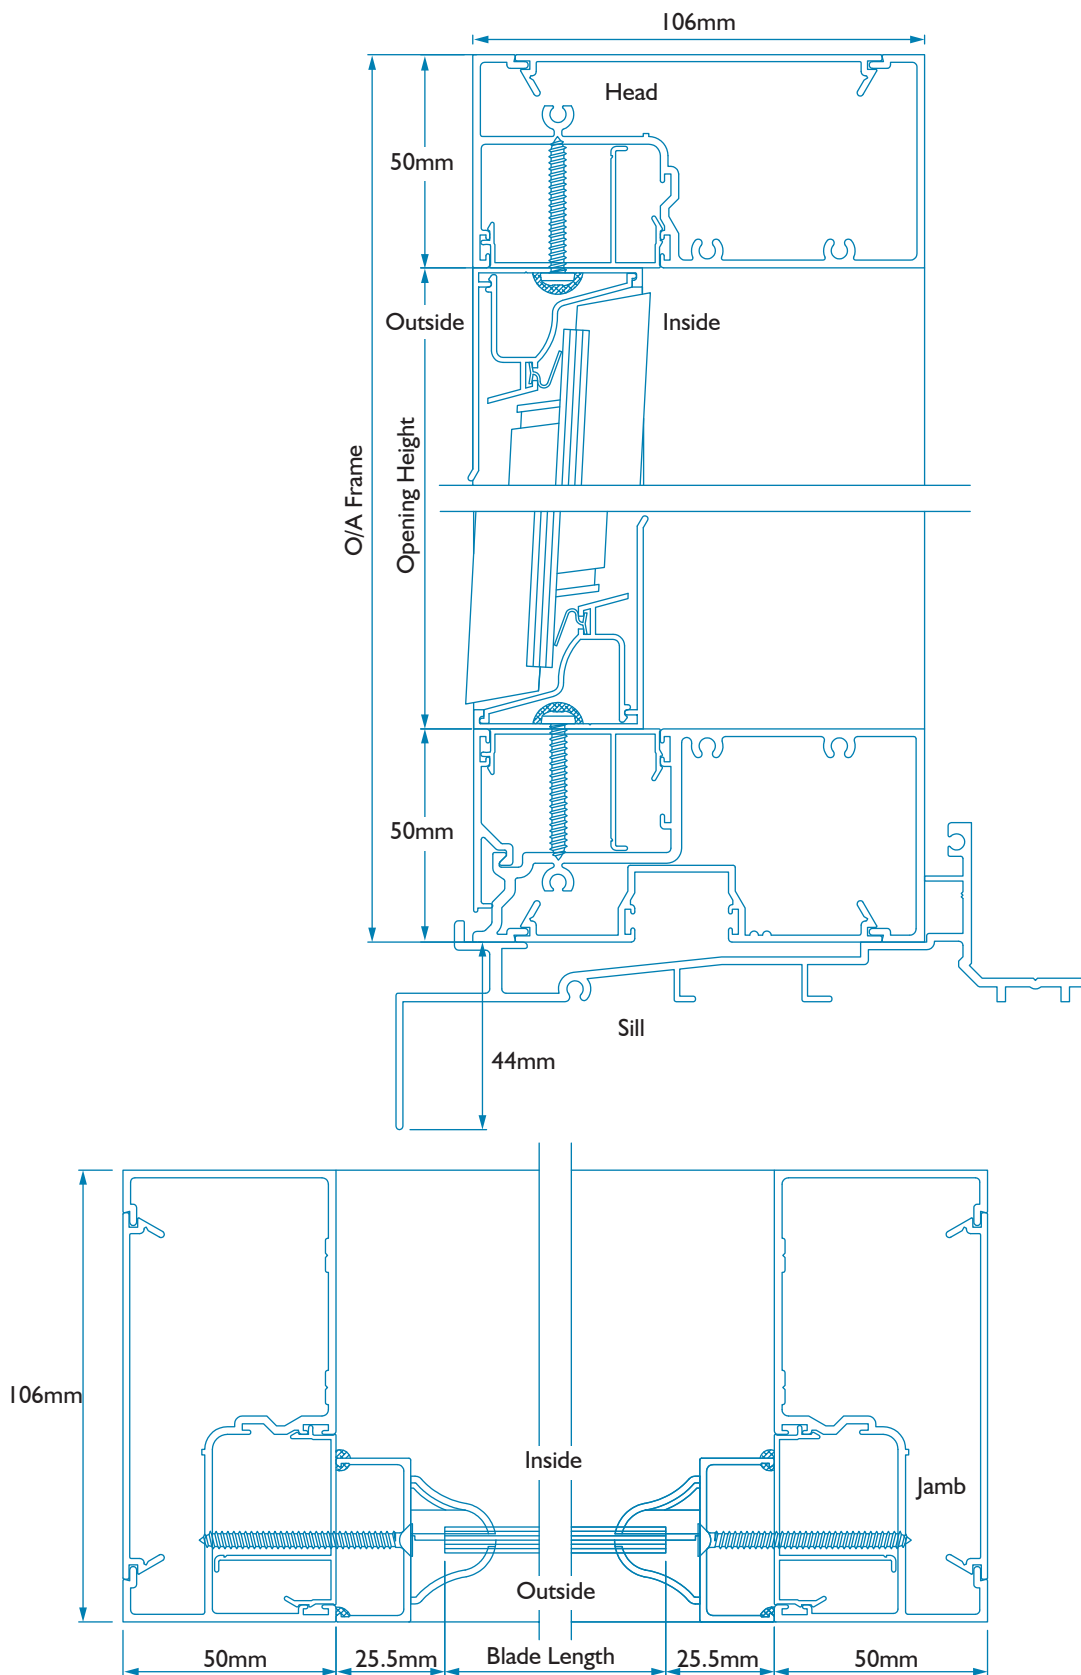 106mm
Head
50mm
Outside
Inside
O/A Frame
Opening Height
50mm
Sill
44mm
106mm
Inside
Jamb
Outside
50mm
25.5mm
Blade Length
25.5mm
50mm